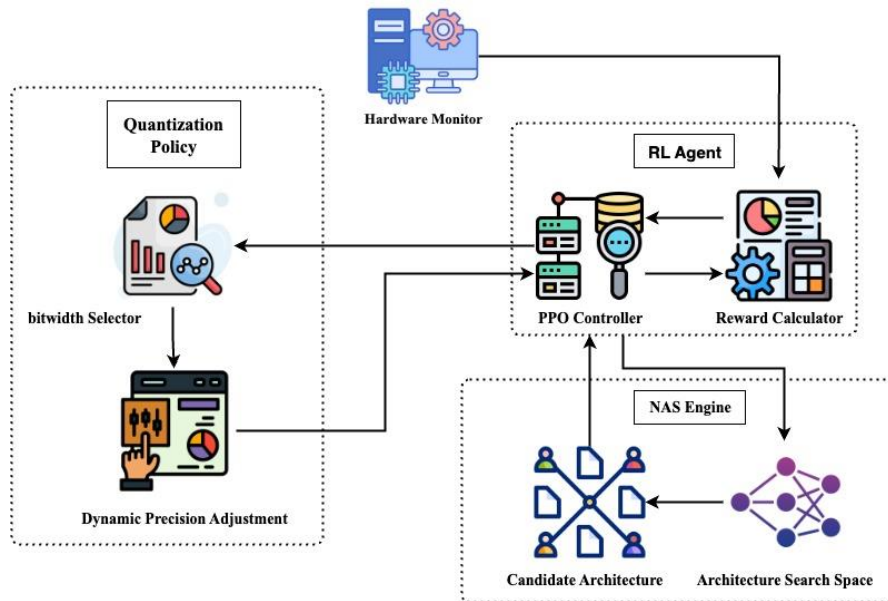 Hardware Monitor
Quantization
Policy
RL Agent
bitwidth Selector
PPO Controller
Reward Calculator
NAS Engine
Dynamic Precision Adjustment
Candidate Architecture
Architecture Search Space